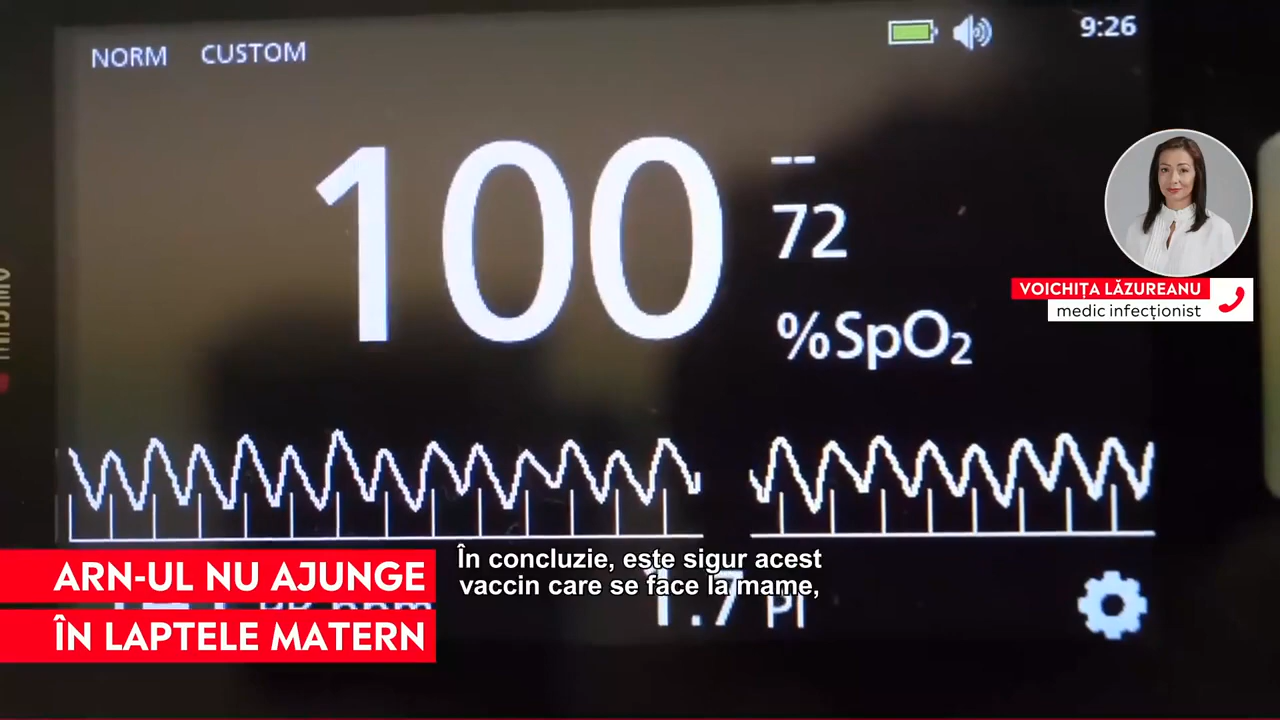 NORM CUSTOM
9:26
100
--
72
%SpO2
VOICHIȚA LĂZUREANU
medic infecționist
În concluzie, este sigur acest
vaccin care se face la mame,
1.7 PI
ARN-UL NU AJUNGE
ÎN LAPTELE MATERN